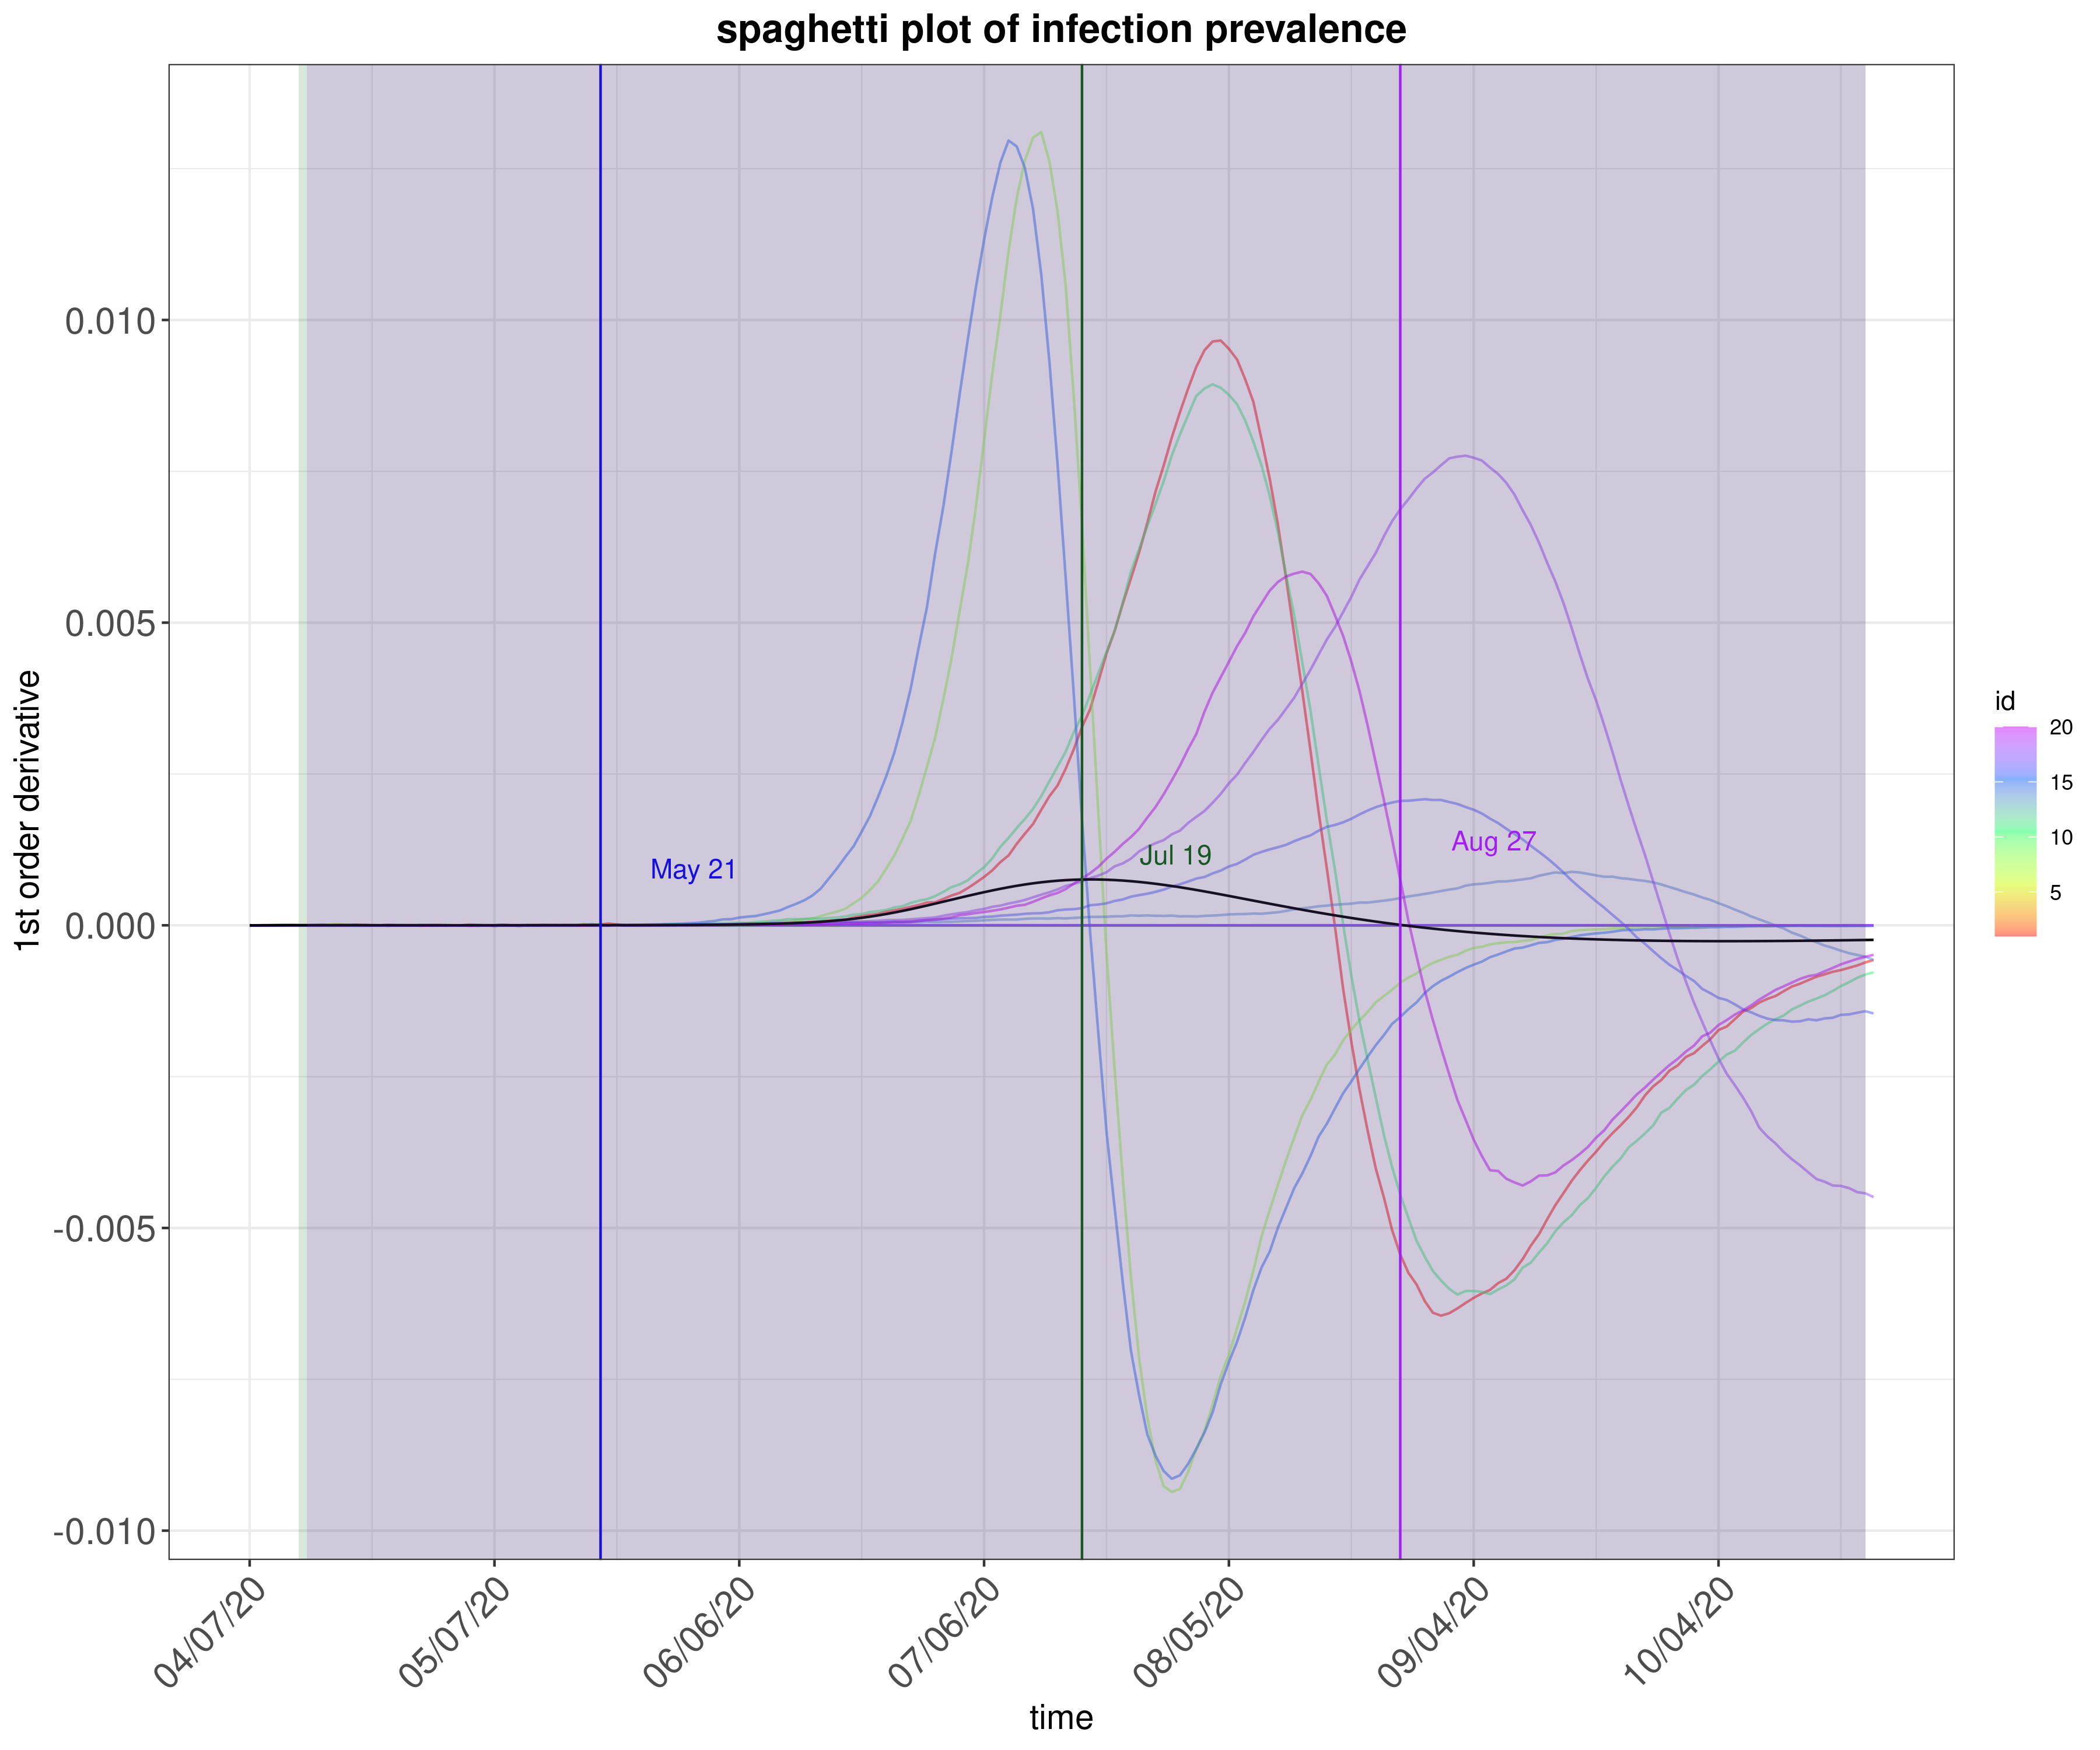 spaghetti plot of infection prevalence
1st order derivative
0.010
0.005
0.000
-0.005
-0.010
May 21
Jul 19
Aug 27
id
20
15
10
5
04/07/20
05/07/20
06/06/20
07/06/20
08/05/20
09/04/20
10/04/20
time